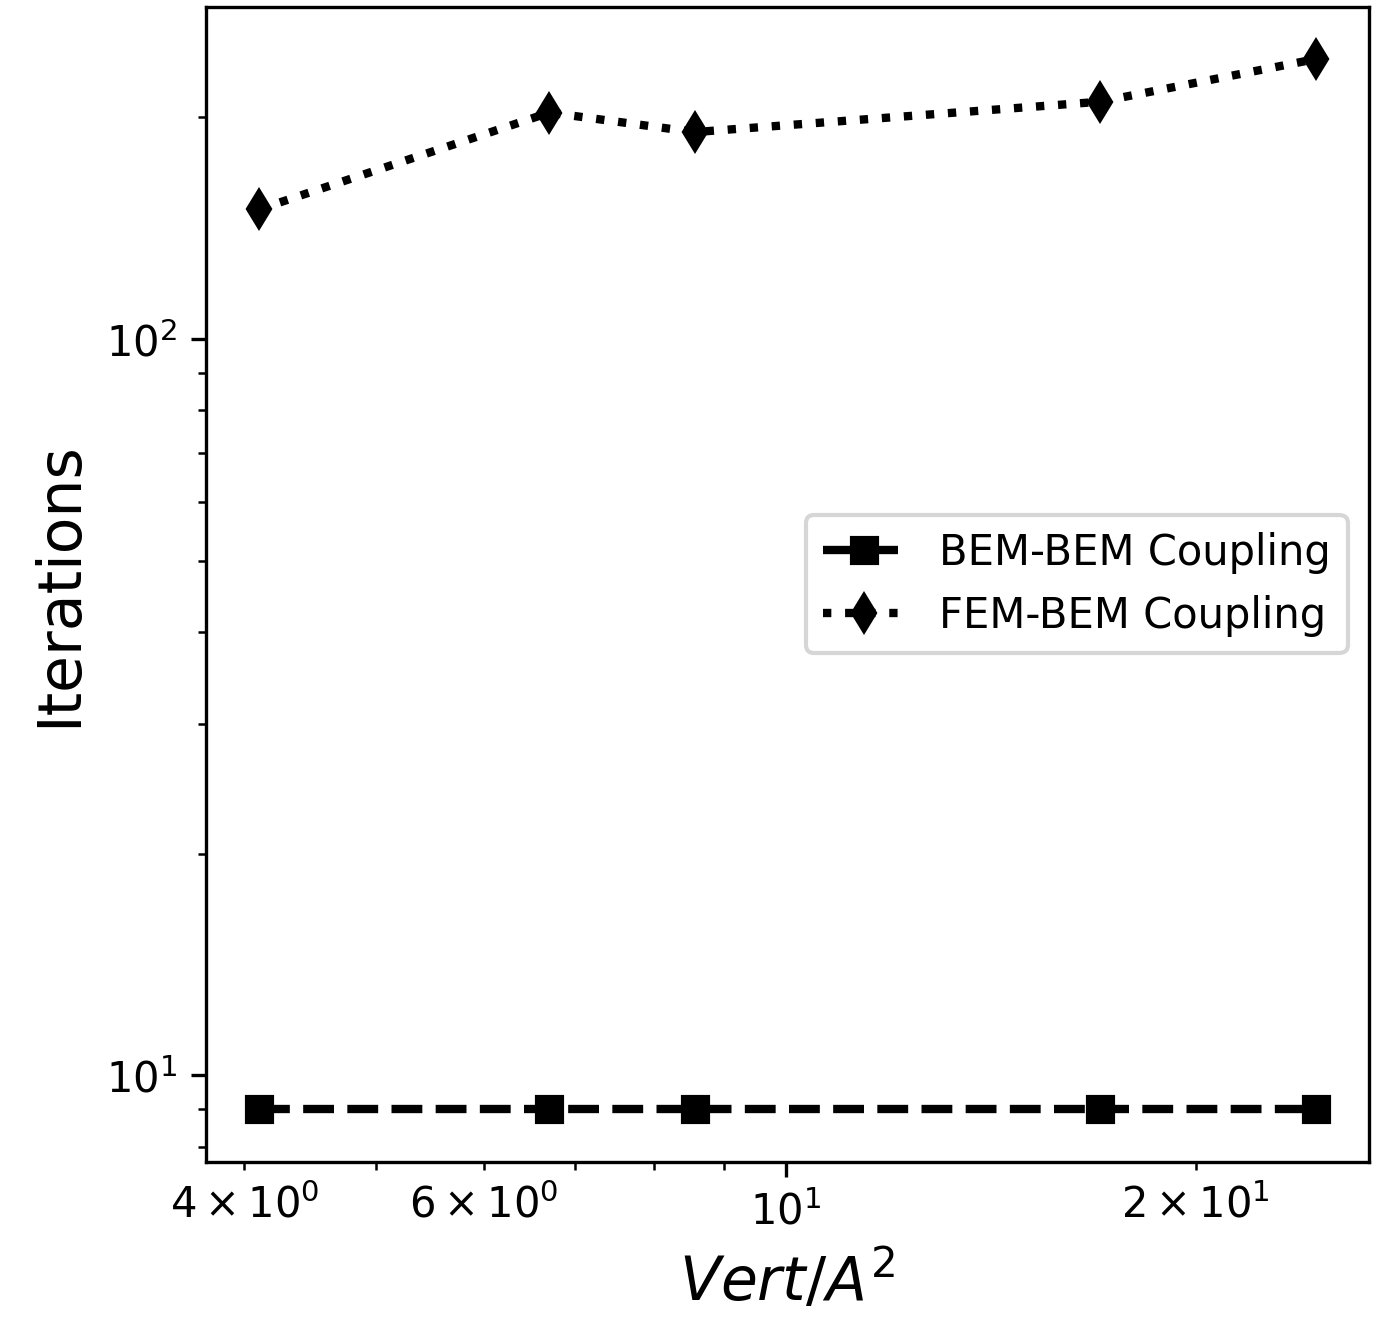 Iterations
10²
10¹
BEM-BEM Coupling
FEM-BEM Coupling
4 × 10⁰
6 × 10⁰
10¹
2 × 10¹
Vert/A²